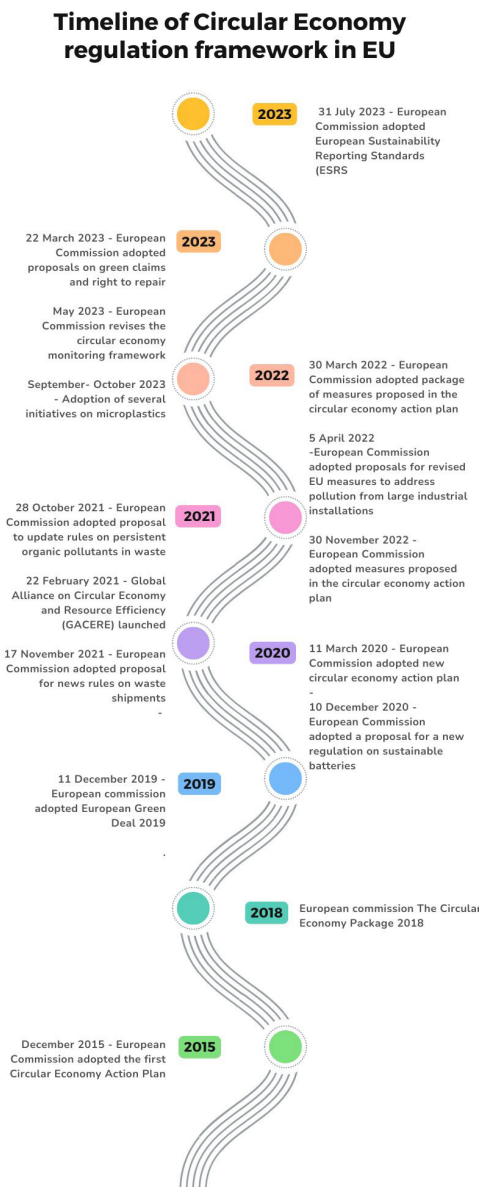 Timeline of Circular Economy
regulation framework in EU
2023
31 July 2023 - European
Commission adopted
European Sustainability
Reporting Standards
(ESRS
2023
22 March 2023 - European
Commission adopted
proposals on green claims
and right to repair
May 2023 - European
Commission revises the
circular economy
monitoring framework
September- October 2023
- Adoption of several
initiatives on microplastics
2022
30 March 2022 - European
Commission adopted package
of measures proposed in the
circular economy action plan
5 April 2022
-European Commission
adopted proposals for revised
EU measures to address
pollution from large industrial
installations
30 November 2022 -
European Commission
adopted measures proposed
in the circular economy action
plan
2021
28 October 2021 - European
Commission adopted proposal
to update rules on persistent
organic pollutants in waste
22 February 2021 - Global
Alliance on Circular Economy
and Resource Efficiency
(GACERE) launched
17 November 2021 - European
Commission adopted proposal
for news rules on waste
shipments
-
2020
11 March 2020 - European
Commission adopted new
circular economy action plan
-
10 December 2020 -
European Commission
adopted a proposal for a new
regulation on sustainable
batteries
2019
11 December 2019 -
European commission
adopted European Green
Deal 2019
.
2018
European commission The Circular
Economy Package 2018
2015
December 2015 - European
Commission adopted the first
Circular Economy Action Plan